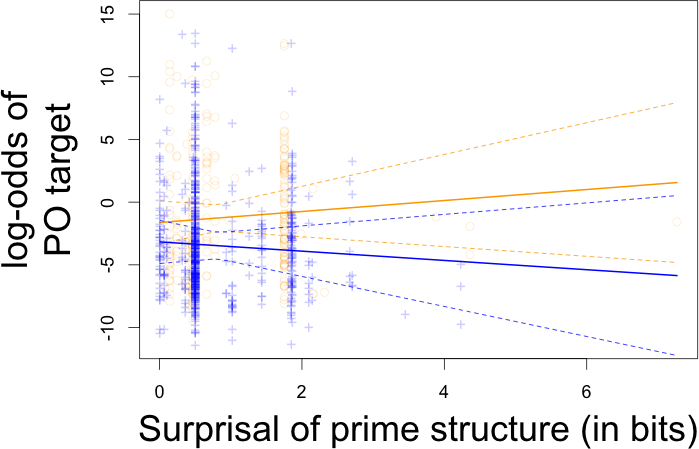 log-odds of
PO target
15
10
5
0
-5
-10
0 2 4 6
Surprisal of prime structure (in bits)